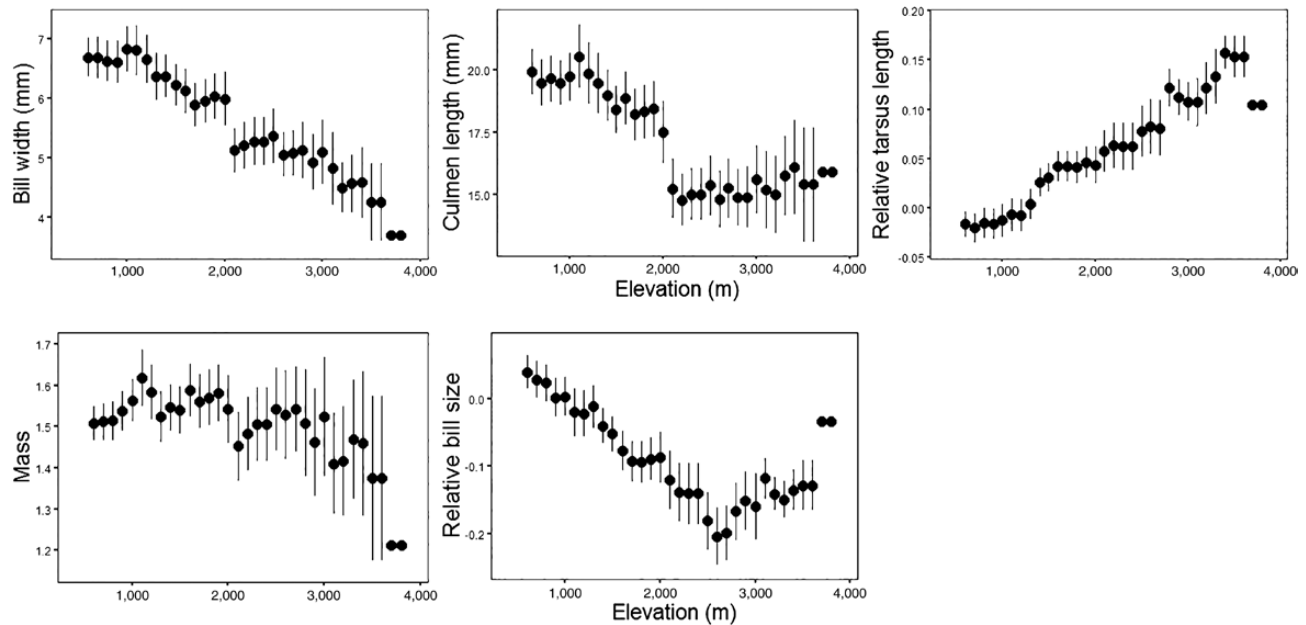 Bill width (mm)
7
6
5
4
1,000 2,000 3,000 4,000
Culmen length (mm)
20.0
17.5
15.0
1,000 2,000 3,000 4,000
Elevation (m)
Relative tarsus length
0.20
0.15
0.10
0.05
0.00
-0.05
1,000 2,000 3,000 4,000
Mass
1.7
1.6
1.5
1.4
1.3
1.2
1,000 2,000 3,000 4,000
Relative bill size
0.0
-0.1
-0.2
1,000 2,000 3,000 4,000
Elevation (m)